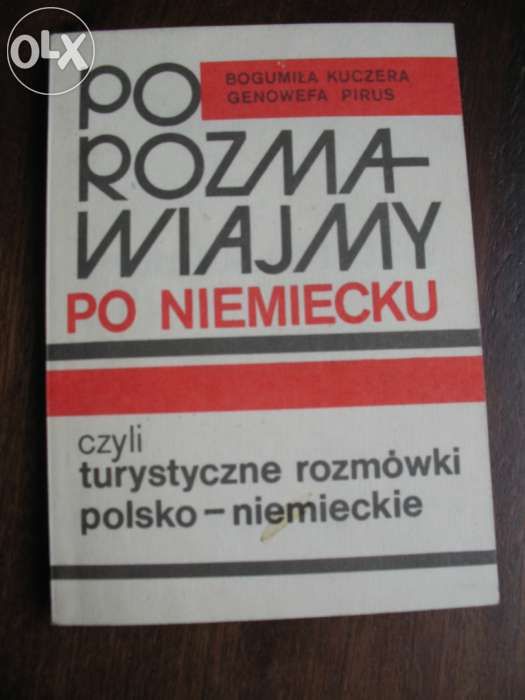 OLX
BOGUMIŁA KUCZERA
GENOWEFA PIRUS
PO
ROZMA-
WIAJMY
PO NIEMIECKU
czyli
turystyczne rozmówki
polsko – niemieckie